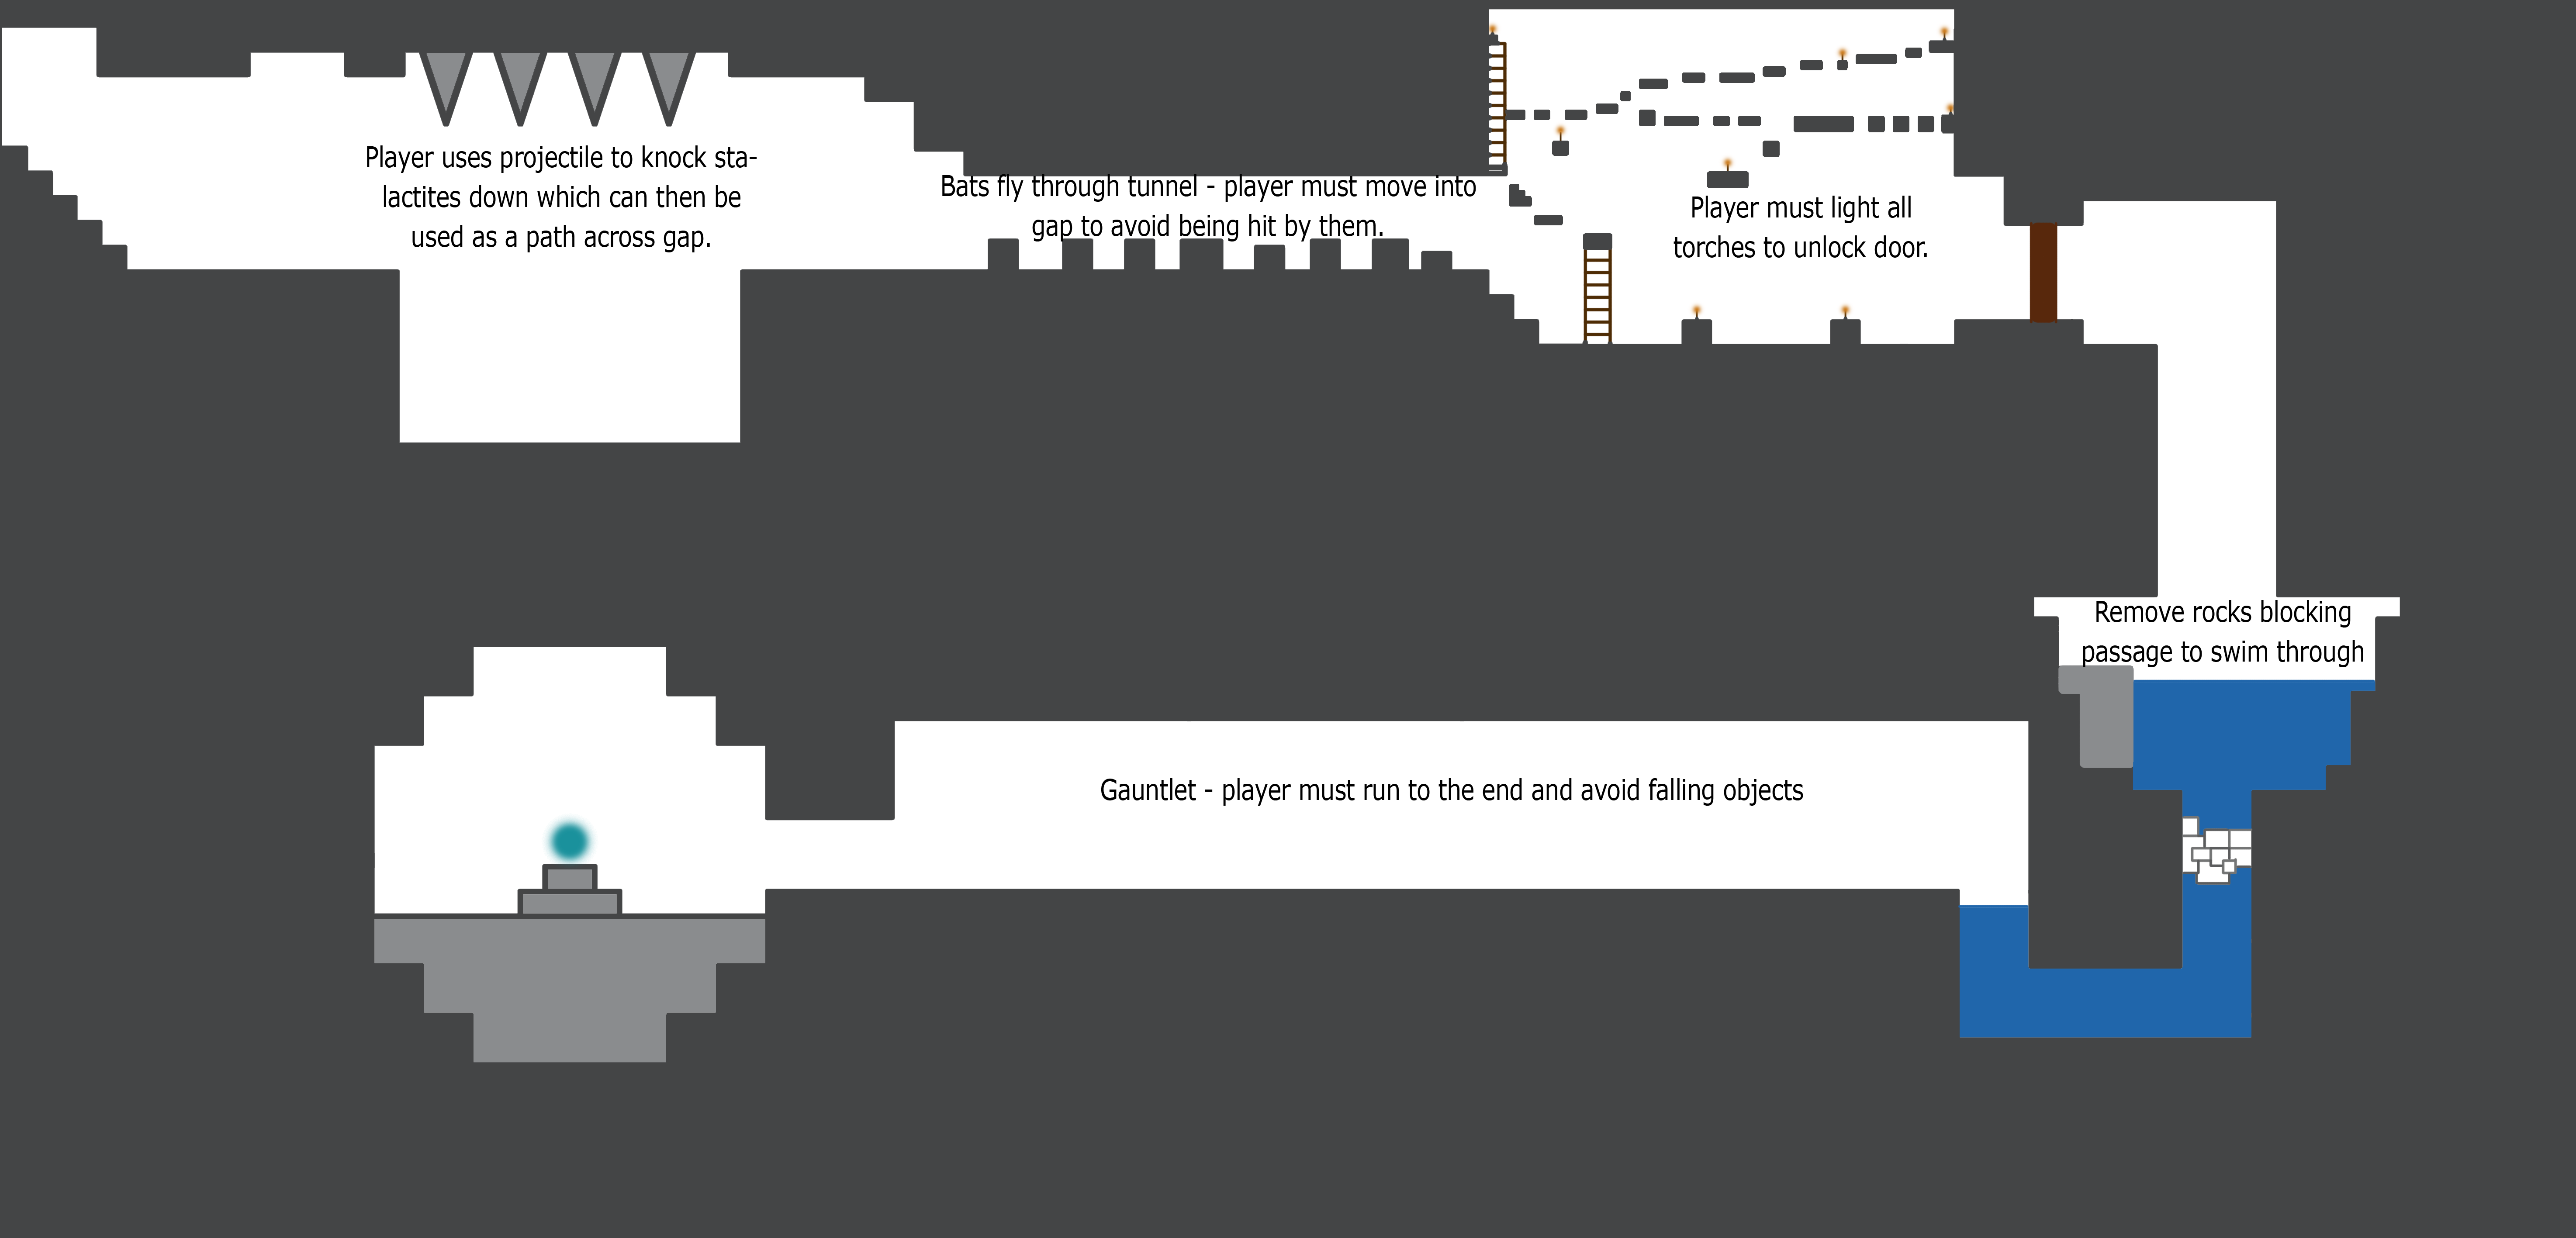 Player uses projectile to knock sta-
lactites down which can then be
used as a path across gap.
Bats fly through tunnel - player must move into
gap to avoid being hit by them.
Player must light all
torches to unlock door.
Remove rocks blocking
passage to swim through
Gauntlet - player must run to the end and avoid falling objects